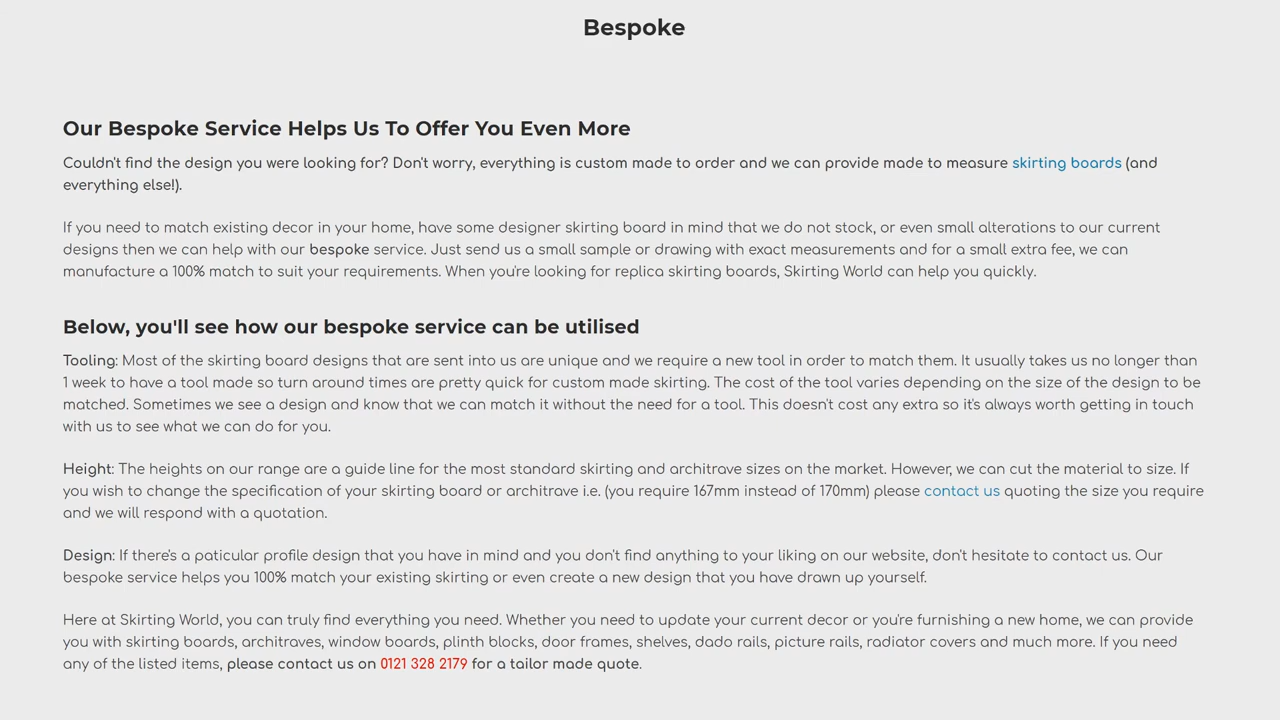 Bespoke
Our Bespoke Service Helps Us To Offer You Even More
Couldn't find the design you were looking for? Don't worry, everything is custom made to order and we can provide made to measure skirting boards (and
everything else!).
If you need to match existing decor in your home, have some designer skirting board in mind that we do not stock, or even small alterations to our current
designs then we can help with our bespoke service. Just send us a small sample or drawing with exact measurements and for a small extra fee, we can
manufacture a 100% match to suit your requirements. When you're looking for replica skirting boards, Skirting World can help you quickly.
Below, you'll see how our bespoke service can be utilised
Tooling: Most of the skirting board designs that are sent into us are unique and we require a new tool in order to match them. It usually takes us no longer than
1 week to have a tool made so turn around times are pretty quick for custom made skirting. The cost of the tool varies depending on the size of the design to be
matched. Sometimes we see a design and know that we can match it without the need for a tool. This doesn't cost any extra so it's always worth getting in touch
with us to see what we can do for you.
Height: The heights on our range are a guide line for the most standard skirting and architrave sizes on the market. However, we can cut the material to size. If
you wish to change the specification of your skirting board or architrave i.e. (you require 167mm instead of 170mm) please contact us quoting the size you require
and we will respond with a quotation.
Design: If there's a paticular profile design that you have in mind and you don't find anything to your liking on our website, don't hesitate to contact us. Our
bespoke service helps you 100% match your existing skirting or even create a new design that you have drawn up yourself.
Here at Skirting World, you can truly find everything you need. Whether you need to update your current decor or you're furnishing a new home, we can provide
you with skirting boards, architraves, window boards, plinth blocks, door frames, shelves, dado rails, picture rails, radiator covers and much more. If you need
any of the listed items, please contact us on 0121 328 2179 for a tailor made quote.